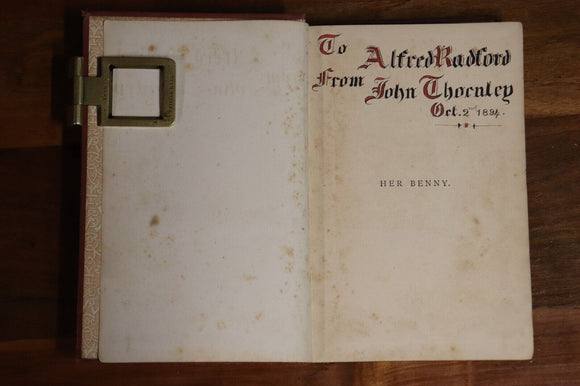 To Alfred Radford
From John Thornley
Oct. 2nd 1894.
HER BENNY.